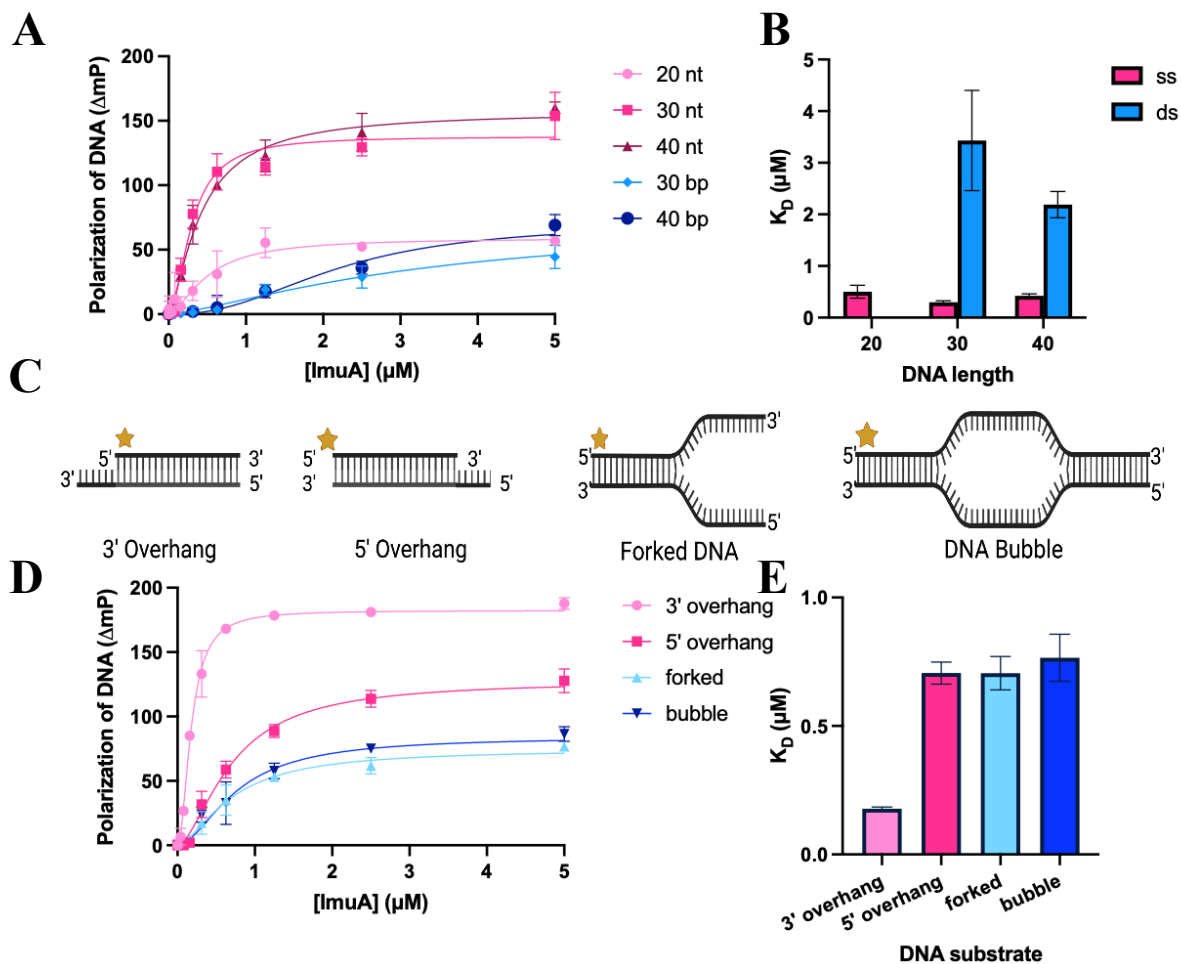 A
Polarization of DNA (ΔmP)
200
150
100
50
0
0 1 2 3 4 5
[ImuA] (µM)
20 nt
30 nt
40 nt
30 bp
40 bp
B
K_D (µM)
5
4
3
2
1
0
20 30 40
DNA length
ss
ds
C
5' 3'
3' 5'
3' Overhang
5' 3'
3' 5'
5' Overhang
5' 3'
3 5'
Forked DNA
5' 3'
3 5'
DNA Bubble
D
Polarization of DNA (ΔmP)
200
150
100
50
0
0 1 2 3 4 5
[ImuA] (µM)
3' overhang
5' overhang
forked
bubble
E
K_D (µM)
1.0
0.5
0.0
3' overhang
5' overhang
forked
bubble
DNA substrate